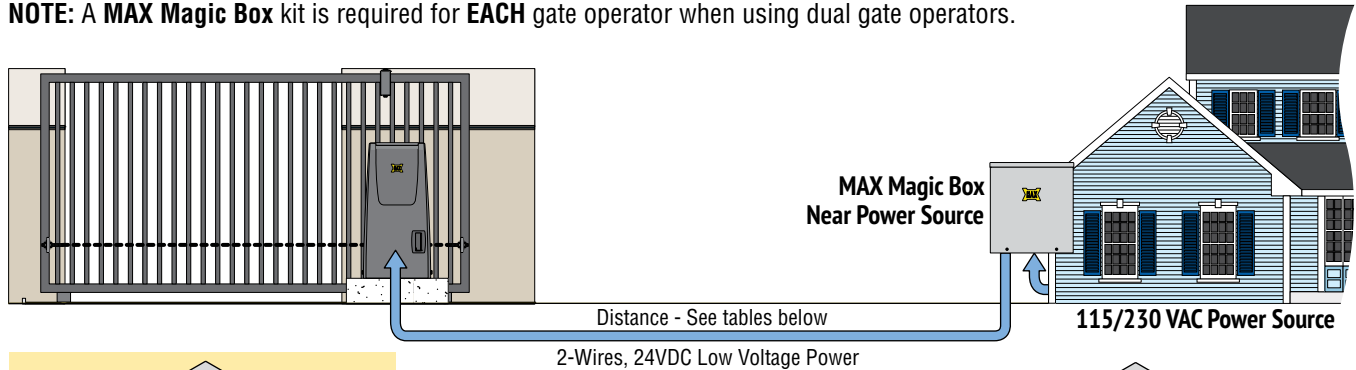 NOTE: A MAX Magic Box kit is required for EACH gate operator when using dual gate operators.
MAX Magic Box
Near Power Source
MAX
Distance - See tables below
115/230 VAC Power Source
2-Wires, 24VDC Low Voltage Power